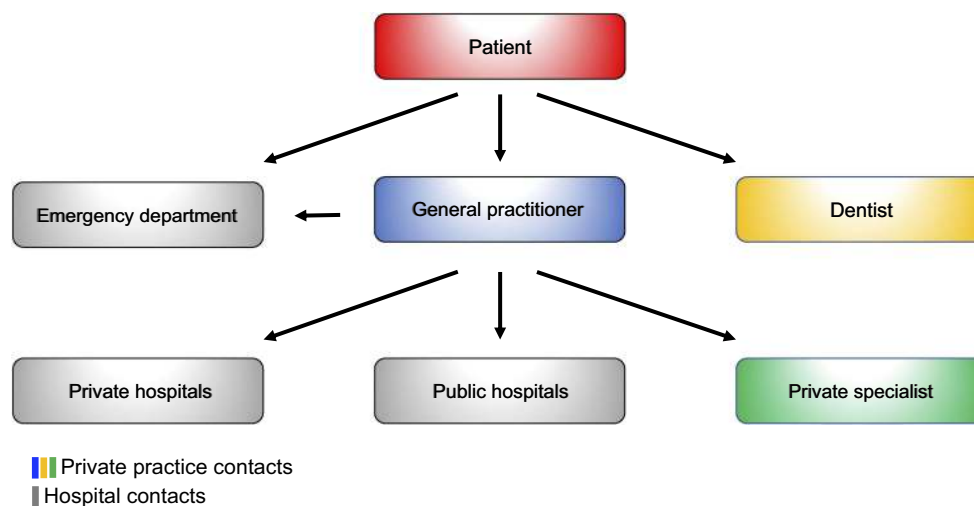 Patient
Emergency department
General practitioner
Dentist
Private hospitals
Public hospitals
Private specialist
Private practice contacts
Hospital contacts